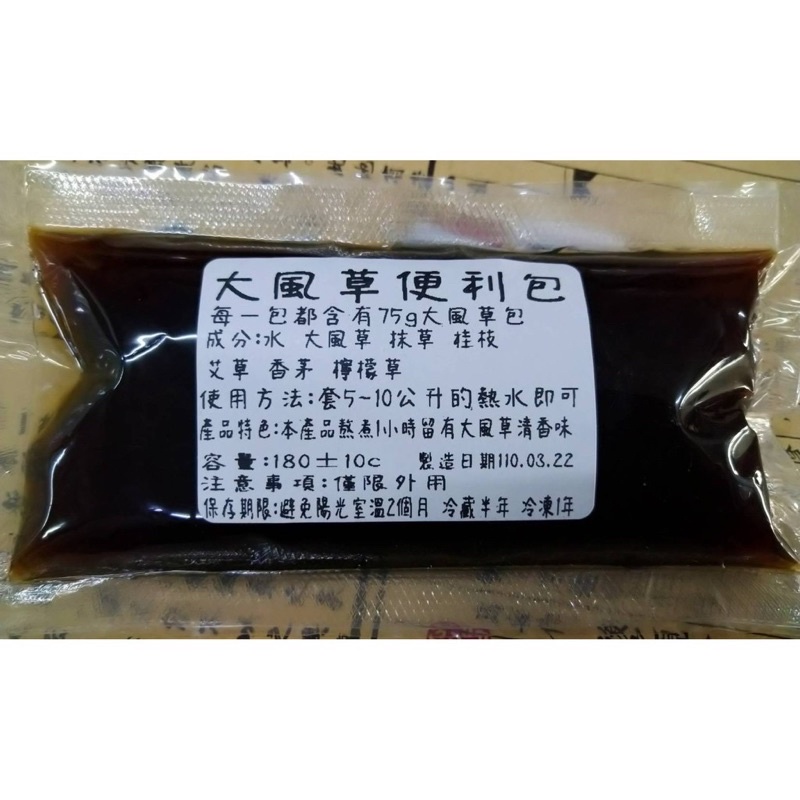 大風草便利包
每一包都含有75g大風草包
成分:水 大風草 抹草 桂枝
艾草 香茅 檸檬草
使用方法:套5~10公升的熱水即可
產品特色:本產品熬煮1小時留有大風草清香味
容量:180±10c 製造日期110.03.22
注意事項:僅限外用
保存期限:避免陽光室溫2個月 冷藏半年 冷凍1年